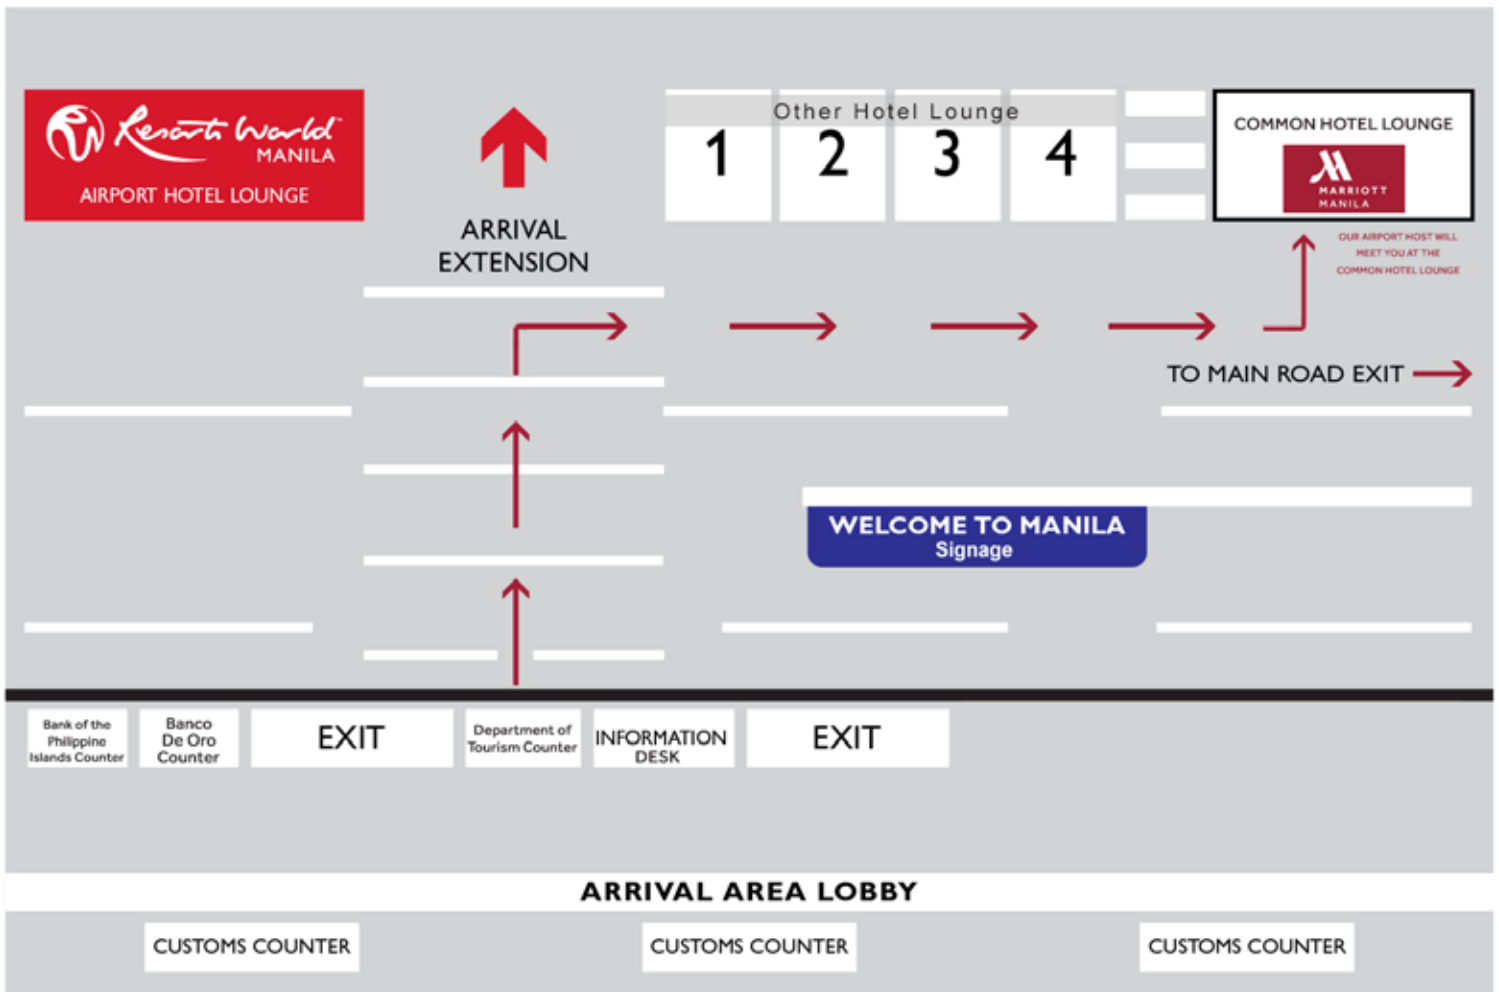 Resorts World™
MANILA
AIRPORT HOTEL LOUNGE
ARRIVAL
EXTENSION
Other Hotel Lounge
1 2 3 4
COMMON HOTEL LOUNGE
MARRIOTT
MANILA
OUR AIRPORT HOST WILL
MEET YOU AT THE
COMMON HOTEL LOUNGE
TO MAIN ROAD EXIT
WELCOME TO MANILA
Signage
Bank of the
Philippine
Islands Counter
Banco
De Oro
Counter
EXIT
Department of
Tourism Counter
INFORMATION
DESK
EXIT
ARRIVAL AREA LOBBY
CUSTOMS COUNTER
CUSTOMS COUNTER
CUSTOMS COUNTER